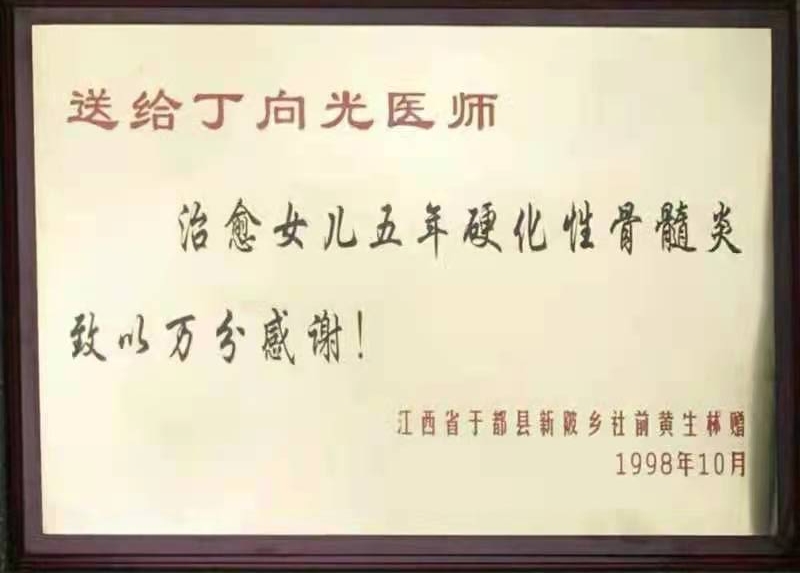 送给丁向光医师
治愈女儿五年硬化性骨髓炎
致以万分感谢!
江西省于都县新陂乡社前黄生林赠
1998年10月